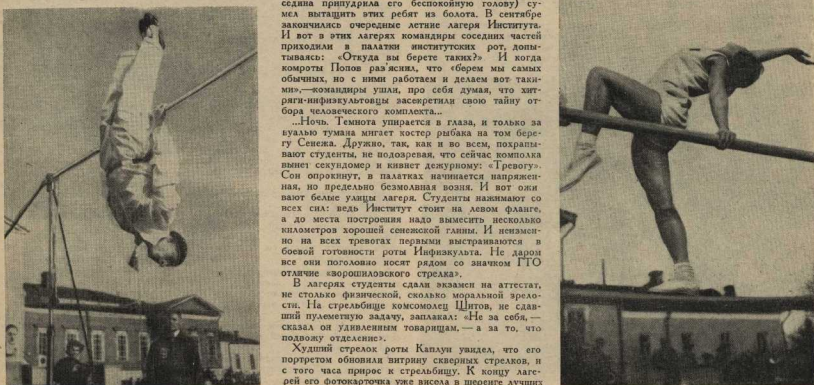 седина припудрила его беспокойную голову) су-
мел вытащить этих ребят из болота. В сентябре
закончились очередные летние лагеря Института.
И вот в этих лагерях командиры соседних частей
приходили в палатки институтских рот, допы-
тываясь: «Откуда вы берете таких?» И когда
комроты Попов раз'яснил, что «берем мы самых
обычных, но с ними работаем и делаем вот таки-
ми»,—командиры ушли, про себя думая, что хит-
ряги-инфизкультовцы засекретили свою тайну от-
бора человеческого комплекта...
...Ночь. Темнота упирается в глаза, и только за
вуалью тумана мигает костер рыбака на том бере-
гу Сенежа. Дружно, так, как и во всем, похрапы-
вают студенты, не подозревая, что сейчас комполка
вынет секундомер и кивнет дежурному: «Тревогу».
Сон опрокинут, в палатках начинается напряжен-
ная, но предельно безмолвная возня. И вот ожи
вают белые улицы лагеря. Студенты нажимают со
всех сил: ведь Институт стоит на левом фланге,
а до места построения надо вымесить несколько
километров хорошей сенежской глины. И неизмен-
но на всех тревогах первыми выстраиваются в
боевой готовности роты Инфизкульта. Не даром
все они поголовно носят рядом со значком ГТО
отличие «ворошиловского стрелка».
В лагерях студенты сдали экзамен на аттестат,
не столько физической, сколько моральной зрело-
сти. На стрельбище комсомолец Щитов, не сдав-
ший пулеметную задачу, заплакал: «Не за себя, —
сказал он удивленным товарищам, — а за то, что
подвожу отделение».
Худший стрелок роты Каплун увидел, что его
портретом обновили витрину скверных стрелков, и
с того часа прирос к стрельбищу. К концу лаге-
рей его фотокарточка уже висела в шеренге лучших